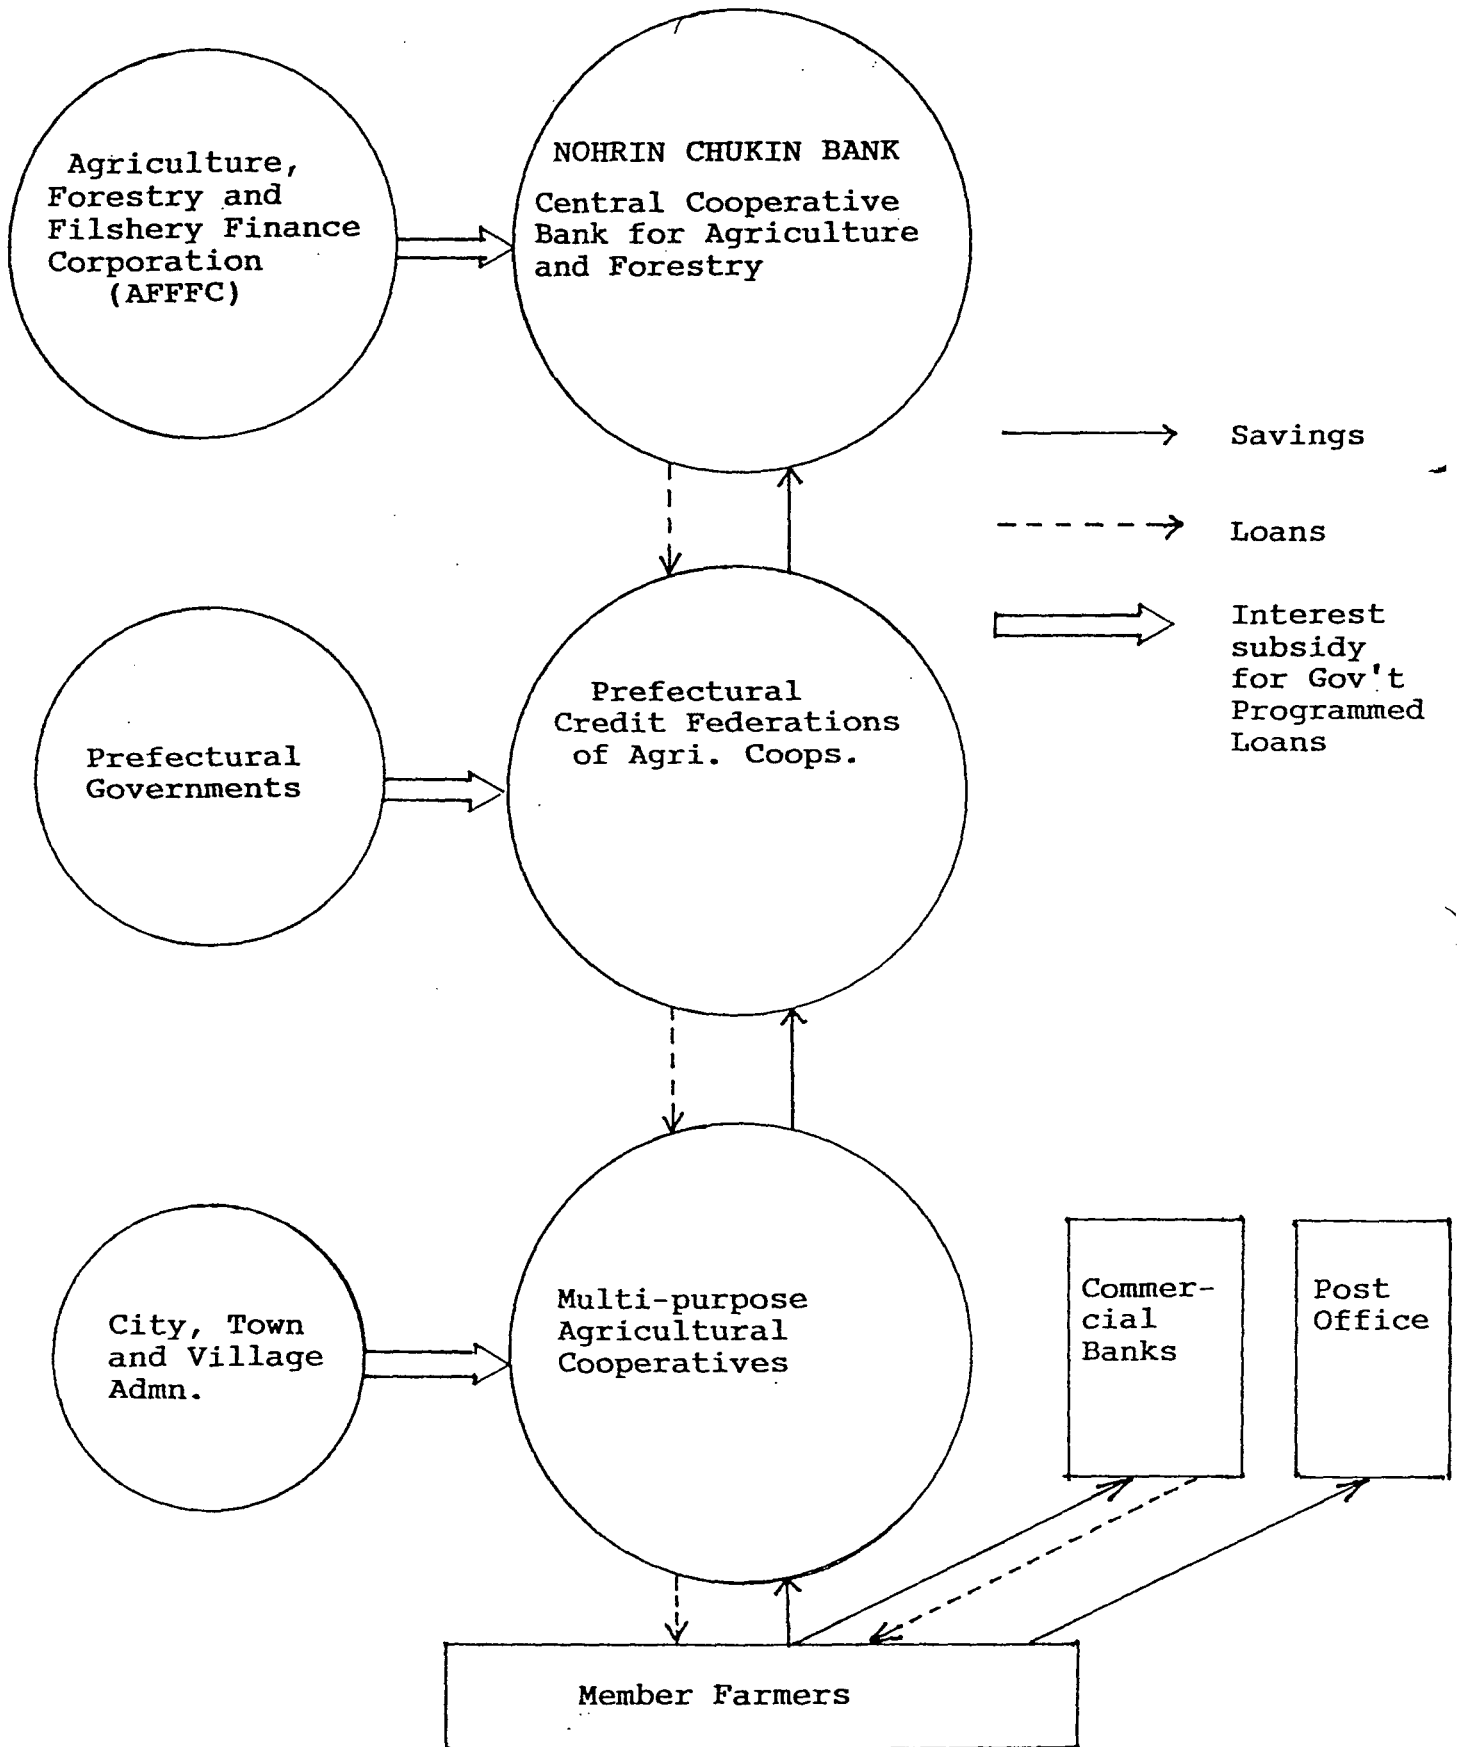 Agriculture,
Forestry and
Filshery Finance
Corporation
(AFFFC)
NOHRIN CHUKIN BANK
Central Cooperative
Bank for Agriculture
and Forestry
Savings
Loans
Interest
subsidy
for Gov't
Programmed
Loans
Prefectural
Governments
Prefectural
Credit Federations
of Agri. Coops.
City, Town
and Village
Admn.
Multi-purpose
Agricultural
Cooperatives
Commer-
cial
Banks
Post
Office
Member Farmers